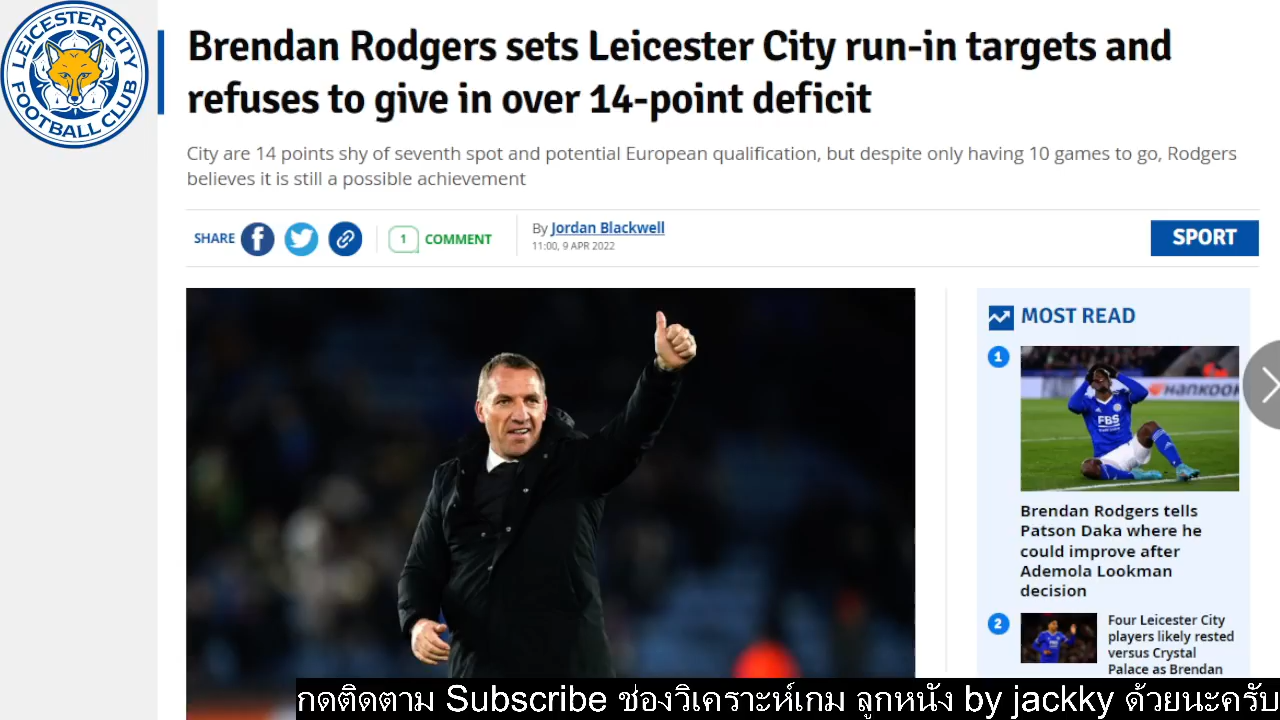 LEICESTER CITY
FOOTBALL CLUB
Brendan Rodgers sets Leicester City run-in targets and
refuses to give in over 14-point deficit
City are 14 points shy of seventh spot and potential European qualification, but despite only having 10 games to go, Rodgers
believes it is still a possible achievement
SHARE
1 COMMENT
By Jordan Blackwell
11:00, 9 APR 2022
SPORT
MOST READ
1
HANKOOK
FBS
Brendan Rodgers tells
Patson Daka where he
could improve after
Ademola Lookman
decision
2
Four Leicester City
players likely rested
versus Crystal
Palace as Brendan
กดติดตาม Subscribe ช่องวิเคราะห์เกม ลูกหนัง by jackky ด้วยนะครับ